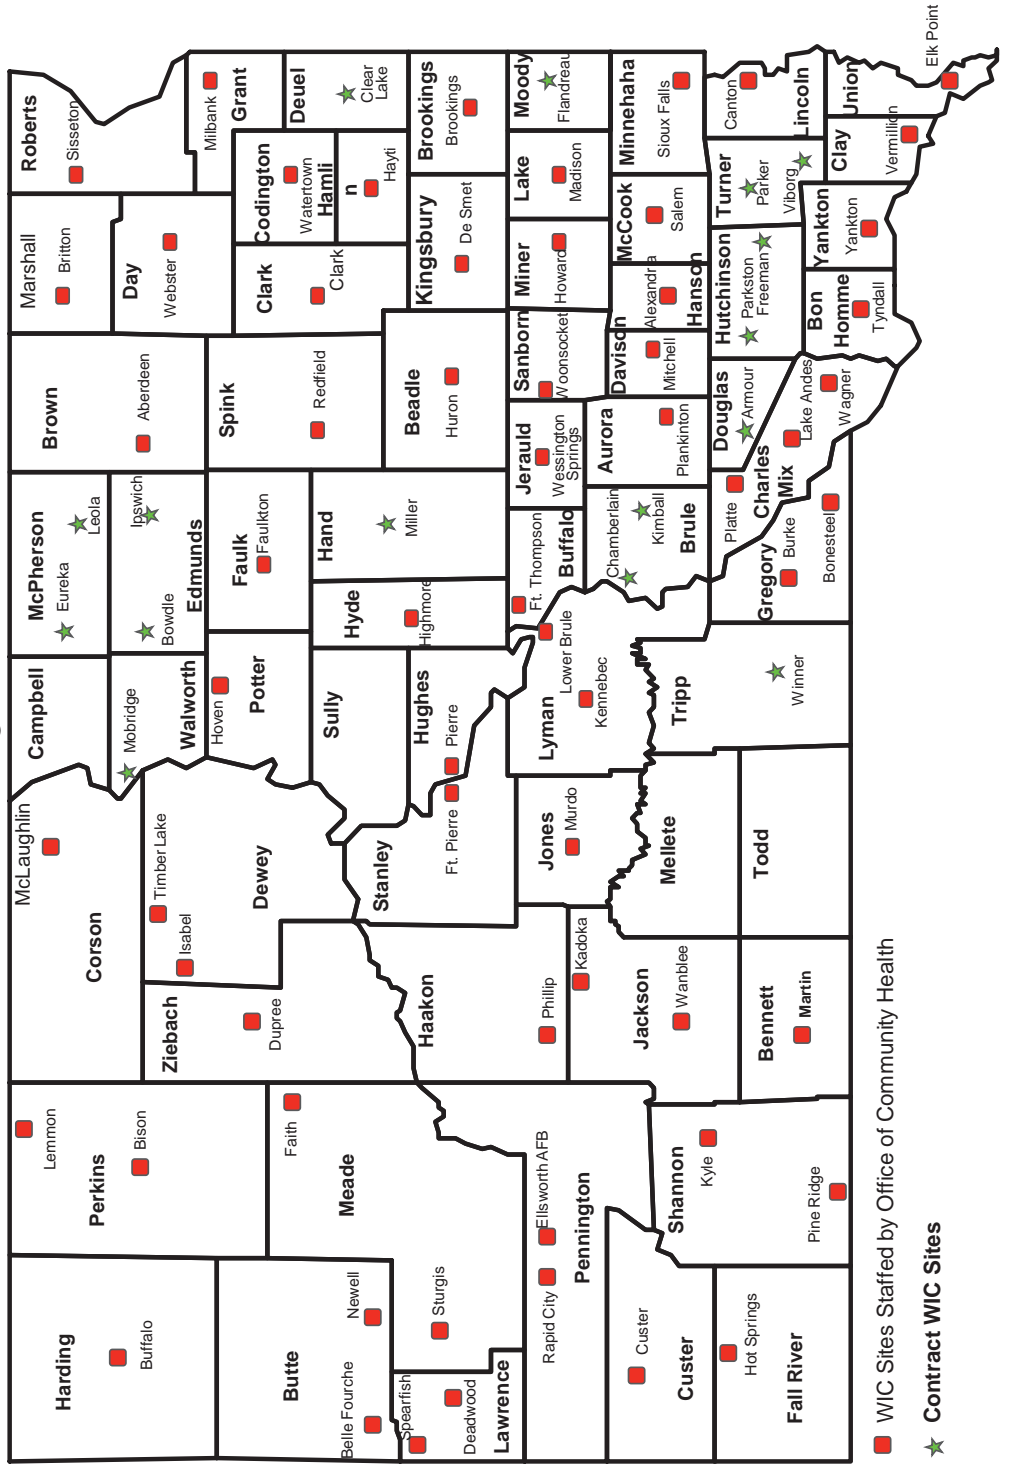 Harding
Buffalo
Perkins
Lemmon
Bison
Corson
McLaughlin
Campbell
McPherson
Eureka
Leola
Brown
Aberdeen
Marshall
Britton
Roberts
Sisseton
Day
Webster
Edmunds
Ipswich
Bowdle
Walworth
Mobridge
Dewey
Timber Lake
Isabel
Ziebach
Dupree
Butte
Newell
Belle Fourche
Meade
Faith
Sturgis
Lawrence
Spearfish
Deadwood
Potter
Hoven
Faulk
Faulkton
Spink
Redfield
Clark
Clark
Codington
Watertown
Grant
Milbank
Deuel
Clear
Lake
Hamli
n
Hayti
Sully
Hyde
Highmore
Hand
Miller
Beadle
Huron
Kingsbury
De Smet
Brookings
Brookings
Hughes
Pierre
Stanley
Ft. Pierre
Haakon
Phillip
Pennington
Rapid City
Ellsworth AFB
Jones
Murdo
Lyman
Lower Brule
Kennebec
Buffalo
Ft. Thompson
Jerauld
Wessington
Springs
Sanborn
Woonsocket
Miner
Howard
Lake
Madison
Moody
Flandreau
Jackson
Kadoka
Wanblee
Mellete
Brule
Chamberlain
Kimball
Aurora
Plankinton
Davison
Mitchell
Hanson
Alexandria
McCook
Salem
Minnehaha
Sioux Falls
Custer
Custer
Shannon
Kyle
Pine Ridge
Fall River
Hot Springs
Bennett
Martin
Todd
Tripp
Winner
Gregory
Burke
Bonesteel
Charles
Mix
Platte
Lake Andes
Wagner
Douglas
Armour
Hutchinson
Parkston
Freeman
Turner
Parker
Viborg
Lincoln
Canton
Bon
Homme
Tyndall
Yankton
Yankton
Clay
Vermillion
Union
Elk Point
WIC Sites Staffed by Office of Community Health
Contract WIC Sites